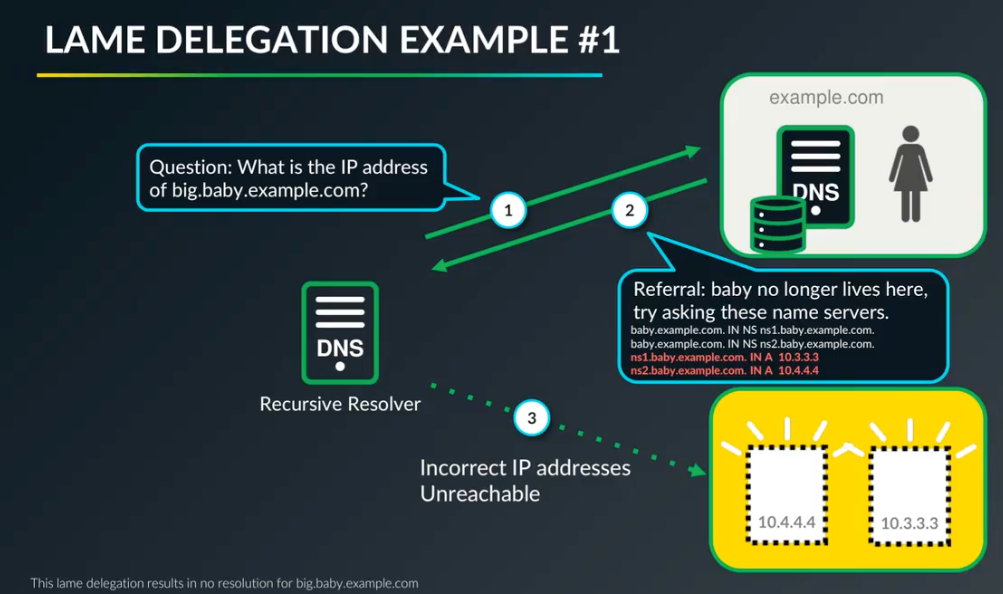 LAME DELEGATION EXAMPLE #1
example.com
DNS
Question: What is the IP address
of big.baby.example.com?
1
2
Referral: baby no longer lives here,
try asking these name servers.
baby.example.com. IN NS ns1.baby.example.com.
baby.example.com. IN NS ns2.baby.example.com.
ns1.baby.example.com. IN A 10.3.3.3
ns2.baby.example.com. IN A 10.4.4.4
DNS
Recursive Resolver
3
Incorrect IP addresses
Unreachable
10.4.4.4
10.3.3.3
This lame delegation results in no resolution for big.baby.example.com